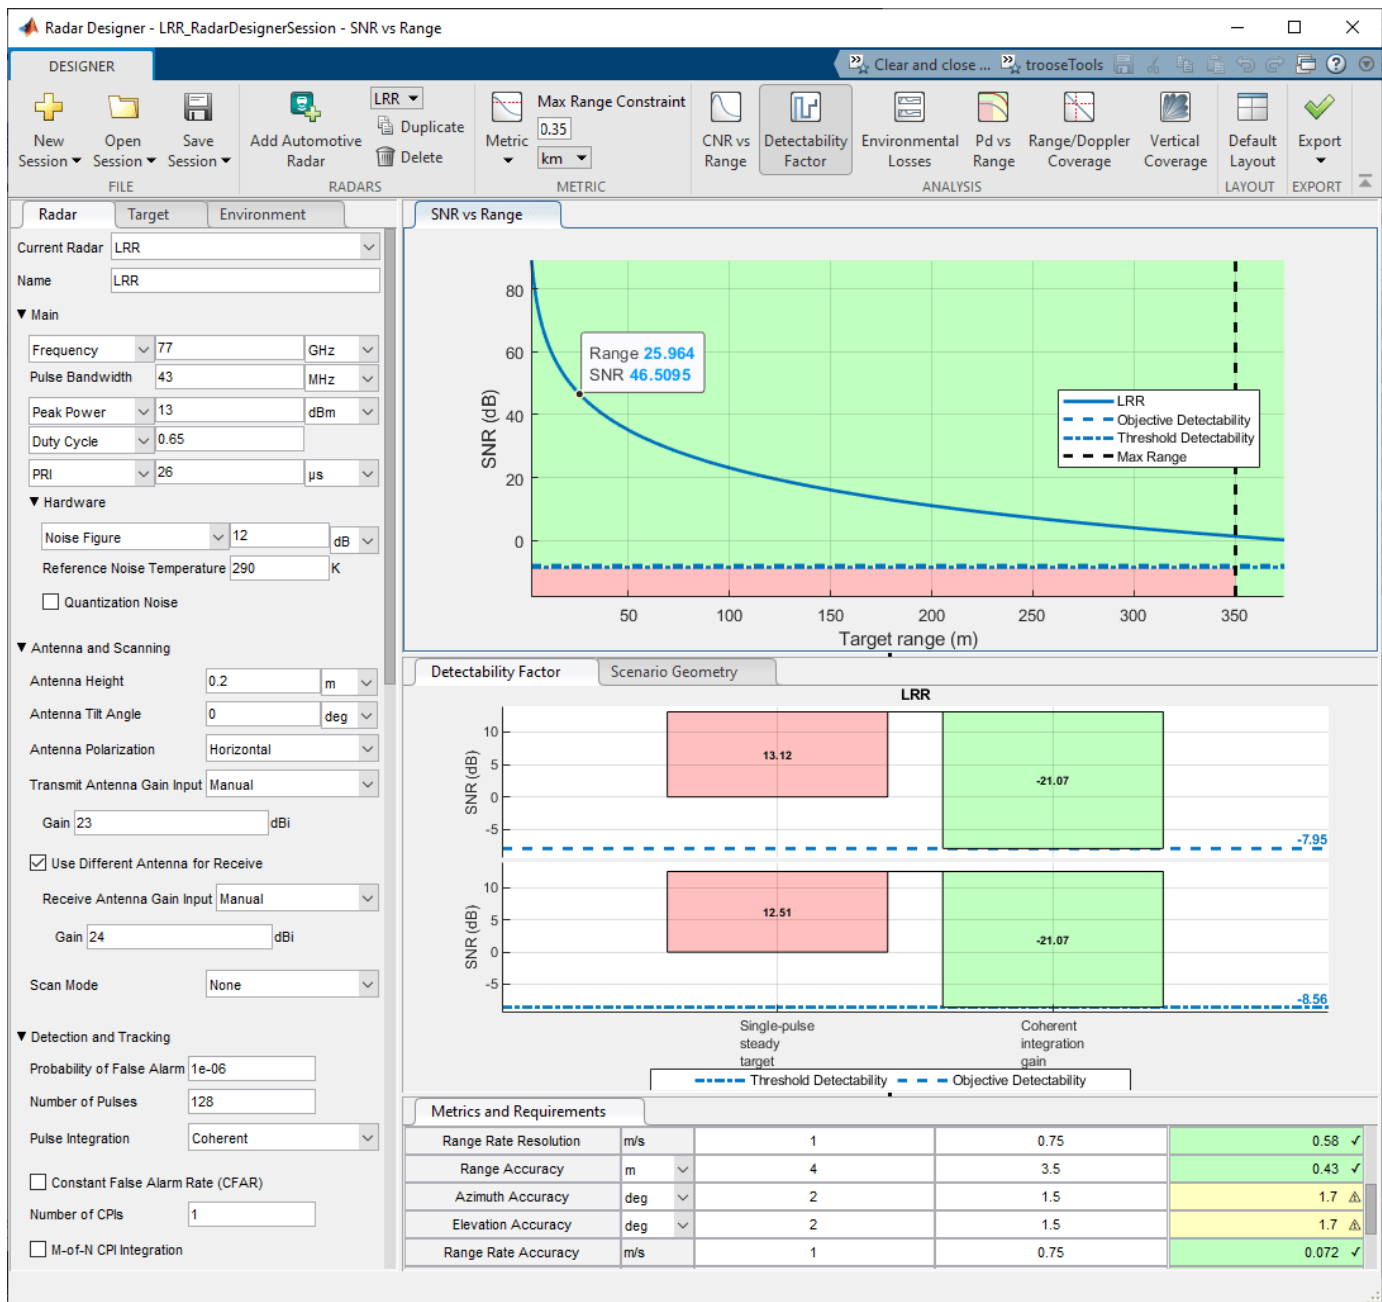 Radar Designer - LRR_RadarDesignerSession - SNR vs Range
DESIGNER
Clear and close ... trooseTools
New Session
Open Session
Save Session
FILE
Add Automotive Radar
LRR
Duplicate
Delete
RADARS
Metric
Max Range Constraint
0.35
km
METRIC
CNR vs Range
Detectability Factor
Environmental Losses
Pd vs Range
Range/Doppler Coverage
Vertical Coverage
ANALYSIS
Default Layout
LAYOUT
Export
EXPORT
Radar Target Environment
Current Radar LRR
Name LRR
Main
Frequency 77 GHz
Pulse Bandwidth 43 MHz
Peak Power 13 dBm
Duty Cycle 0.65
PRI 26 µs
Hardware
Noise Figure 12 dB
Reference Noise Temperature 290 K
Quantization Noise
Antenna and Scanning
Antenna Height 0.2 m
Antenna Tilt Angle 0 deg
Antenna Polarization Horizontal
Transmit Antenna Gain Input Manual
Gain 23 dBi
Use Different Antenna for Receive
Receive Antenna Gain Input Manual
Gain 24 dBi
Scan Mode None
Detection and Tracking
Probability of False Alarm 1e-06
Number of Pulses 128
Pulse Integration Coherent
Constant False Alarm Rate (CFAR)
Number of CPIs 1
M-of-N CPI Integration
SNR vs Range
SNR (dB)
80
60
40
20
0
Range 25.964
SNR 46.5095
LRR
Objective Detectability
Threshold Detectability
Max Range
50 100 150 200 250 300 350
Target range (m)
Detectability Factor Scenario Geometry
LRR
SNR (dB)
10
5
0
-5
13.12
-21.07
-7.95
SNR (dB)
10
5
0
-5
12.51
-21.07
-8.56
Single-pulse
steady
target
Coherent
integration
gain
Threshold Detectability Objective Detectability
Metrics and Requirements
Range Rate Resolution m/s 1 0.75 0.58
Range Accuracy m 4 3.5 0.43
Azimuth Accuracy deg 2 1.5 1.7
Elevation Accuracy deg 2 1.5 1.7
Range Rate Accuracy m/s 1 0.75 0.072